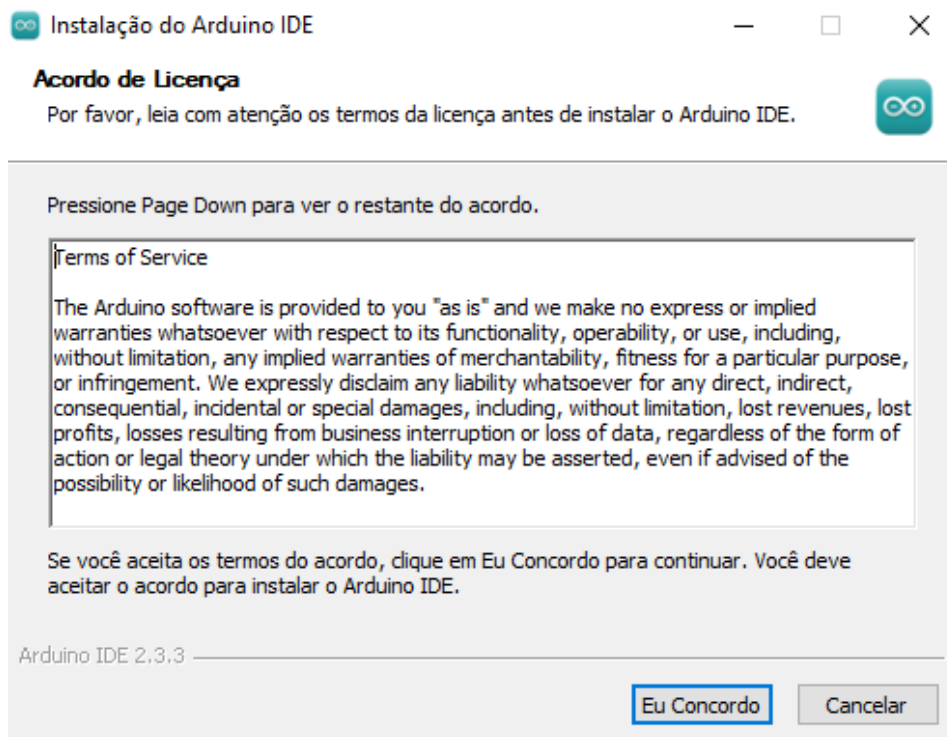 Instalação do Arduino IDE
Acordo de Licença
Por favor, leia com atenção os termos da licença antes de instalar o Arduino IDE.
Pressione Page Down para ver o restante do acordo.
Terms of Service
The Arduino software is provided to you "as is" and we make no express or implied
warranties whatsoever with respect to its functionality, operability, or use, including,
without limitation, any implied warranties of merchantability, fitness for a particular purpose,
or infringement. We expressly disclaim any liability whatsoever for any direct, indirect,
consequential, incidental or special damages, including, without limitation, lost revenues, lost
profits, losses resulting from business interruption or loss of data, regardless of the form of
action or legal theory under which the liability may be asserted, even if advised of the
possibility or likelihood of such damages.
Se você aceita os termos do acordo, clique em Eu Concordo para continuar. Você deve
aceitar o acordo para instalar o Arduino IDE.
Arduino IDE 2.3.3
Eu Concordo
Cancelar